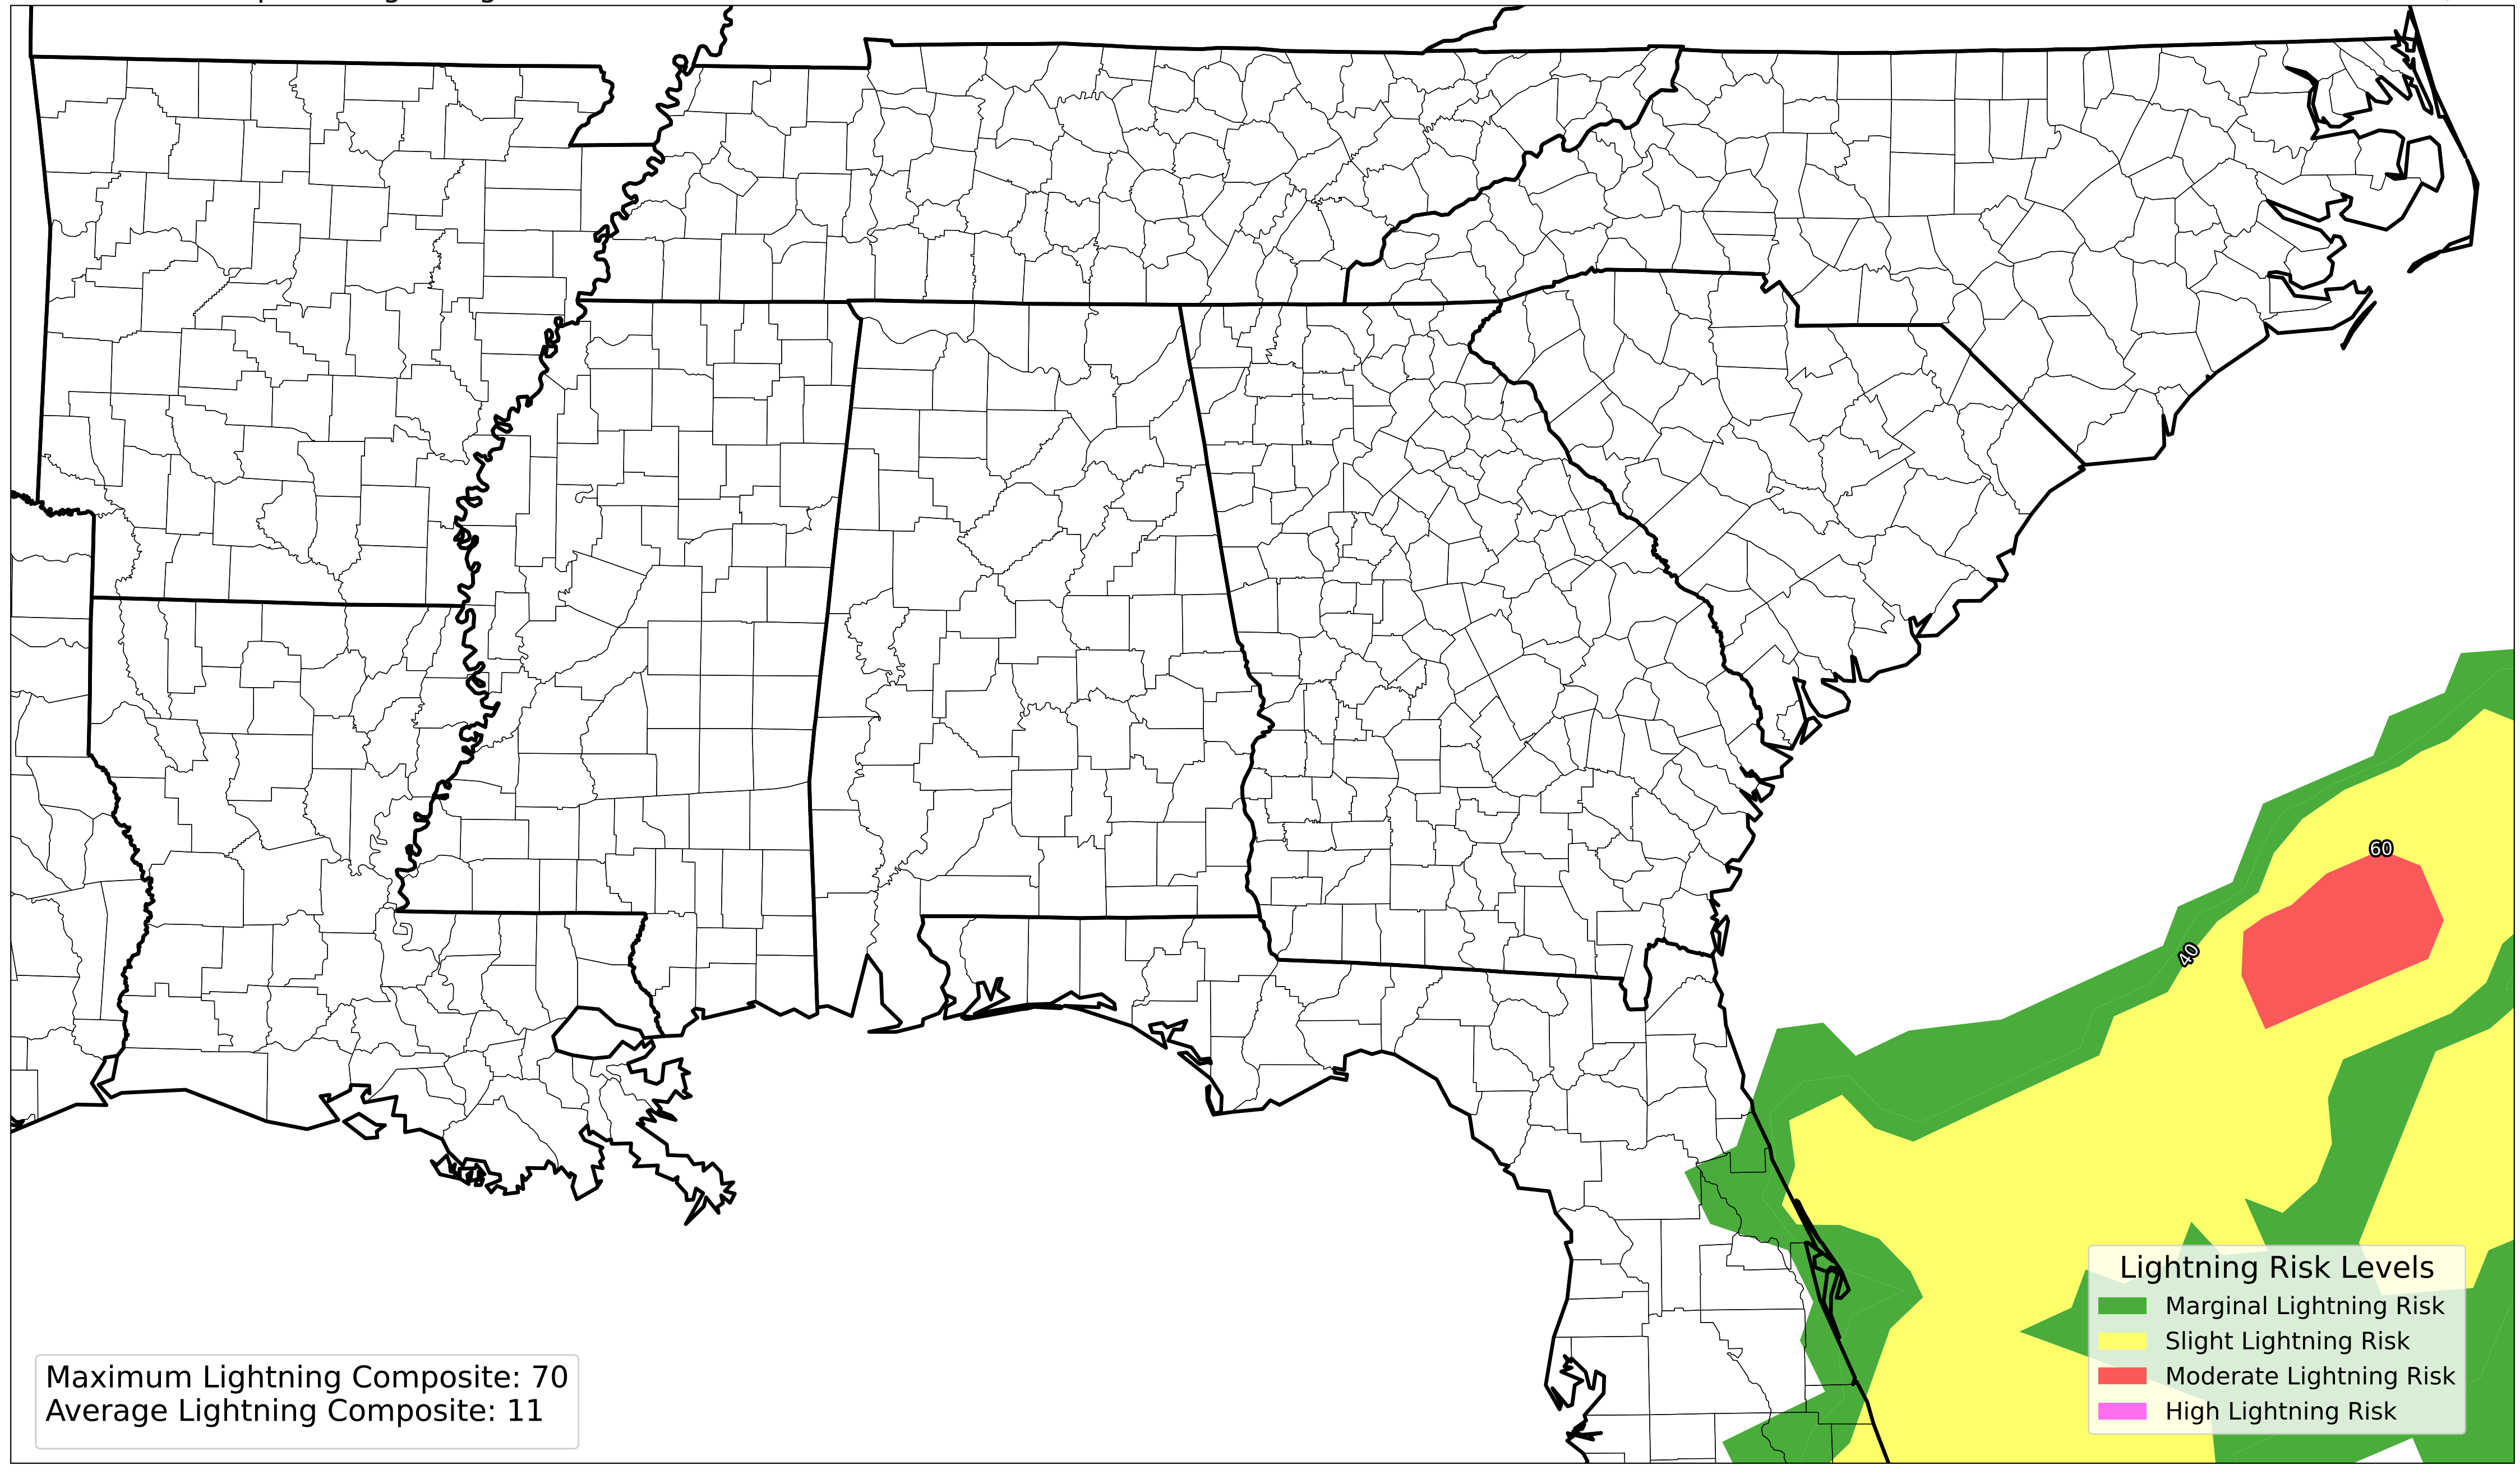 60
40
Lightning Risk Levels
Marginal Lightning Risk
Slight Lightning Risk
Moderate Lightning Risk
High Lightning Risk
Maximum Lightning Composite: 70
Average Lightning Composite: 11